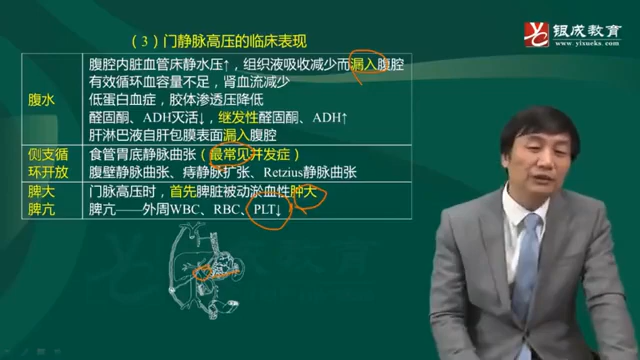 （3）门静脉高压的临床表现
银成教育
www.yixueks.com
腹水
腹腔内脏血管床静水压↑，组织液吸收减少而漏入腹腔
有效循环血容量不足，肾血流减少
低蛋白血症，胶体渗透压降低
醛固酮、ADH灭活↓，继发性醛固酮、ADH↑
肝淋巴液自肝包膜表面漏入腹腔
侧支循
环开放
食管胃底静脉曲张（最常见并发症）
腹壁静脉曲张、痔静脉扩张、Retzius静脉曲张
脾大
脾亢
门脉高压时，首先脾脏被动淤血性肿大
脾亢——外周WBC、RBC、PLT↓
银成教育